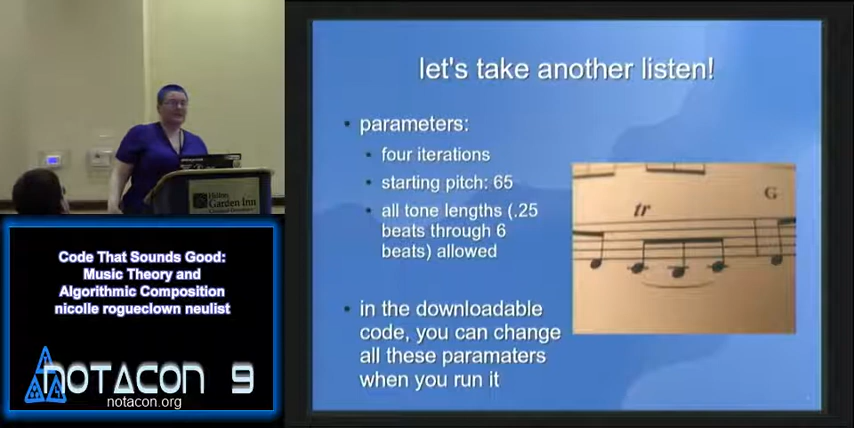 let's take another listen!
• parameters:
• four iterations
• starting pitch: 65
• all tone lengths (.25
beats through 6
beats) allowed
• in the downloadable
code, you can change
all these paramaters
when you run it
tr
G
Hilton
Garden Inn
Code That Sounds Good:
Music Theory and
Algorithmic Composition
nicolle rogueclown neulist
NOTACON 9
notacon.org